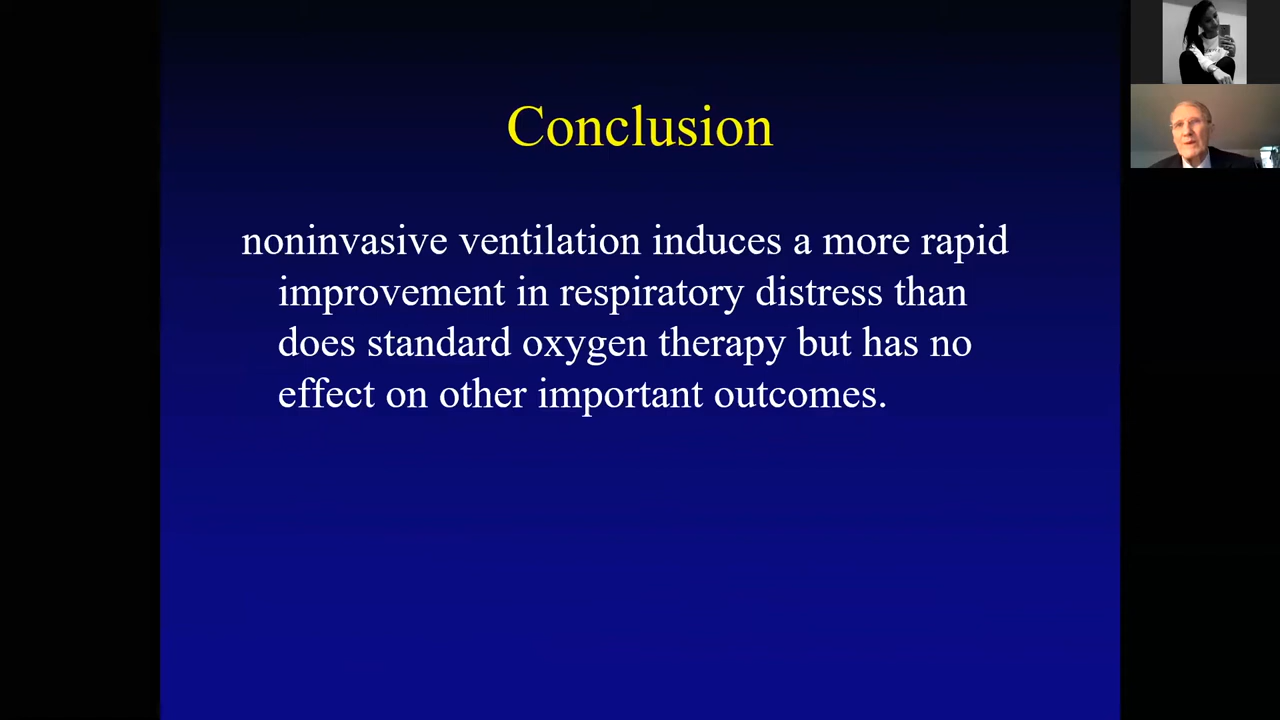 Conclusion
noninvasive ventilation induces a more rapid
improvement in respiratory distress than
does standard oxygen therapy but has no
effect on other important outcomes.